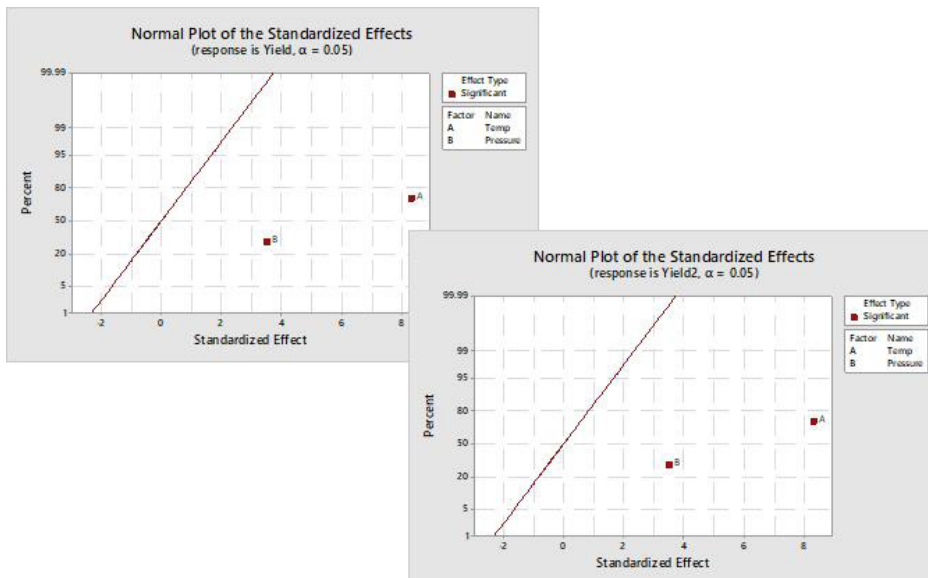 Normal Plot of the Standardized Effects
(response is Yield, α = 0.05)
99.99
99
95
80
50
20
5
1
Percent
-2 0 2 4 6 8
Standardized Effect
A
B
Effect Type
Significant
Factor Name
A Temp
B Pressure
Normal Plot of the Standardized Effects
(response is Yield2, α = 0.05)
99.99
99
95
80
50
20
5
1
Percent
-2 0 2 4 6 8
Standardized Effect
A
B
Effect Type
Significant
Factor Name
A Temp
B Pressure